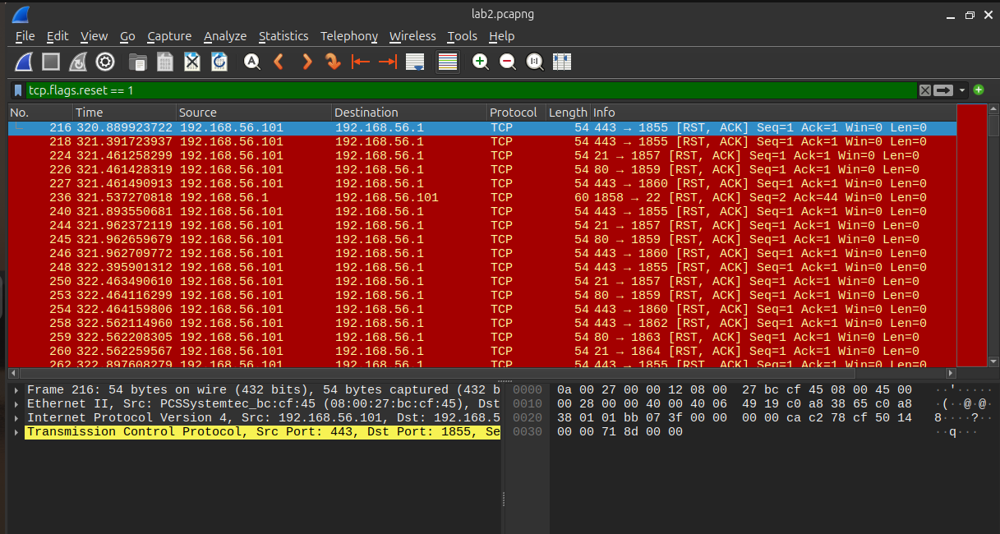 lab2.pcapng
File Edit View Go Capture Analyze Statistics Telephony Wireless Tools Help
tcp.flags.reset == 1
No. Time Source Destination Protocol Length Info
216 320.889923722 192.168.56.101 192.168.56.1 TCP 54 443 → 1855 [RST, ACK] Seq=1 Ack=1 Win=0 Len=0
218 321.391723937 192.168.56.101 192.168.56.1 TCP 54 443 → 1855 [RST, ACK] Seq=1 Ack=1 Win=0 Len=0
224 321.461258299 192.168.56.101 192.168.56.1 TCP 54 21 → 1857 [RST, ACK] Seq=1 Ack=1 Win=0 Len=0
226 321.461428319 192.168.56.101 192.168.56.1 TCP 54 80 → 1859 [RST, ACK] Seq=1 Ack=1 Win=0 Len=0
227 321.461490913 192.168.56.101 192.168.56.1 TCP 54 443 → 1860 [RST, ACK] Seq=1 Ack=1 Win=0 Len=0
236 321.537270818 192.168.56.1 192.168.56.101 TCP 60 1858 → 22 [RST, ACK] Seq=2 Ack=44 Win=0 Len=0
240 321.893550681 192.168.56.101 192.168.56.1 TCP 54 443 → 1855 [RST, ACK] Seq=1 Ack=1 Win=0 Len=0
244 321.962372119 192.168.56.101 192.168.56.1 TCP 54 21 → 1857 [RST, ACK] Seq=1 Ack=1 Win=0 Len=0
245 321.962659679 192.168.56.101 192.168.56.1 TCP 54 80 → 1859 [RST, ACK] Seq=1 Ack=1 Win=0 Len=0
246 321.962709772 192.168.56.101 192.168.56.1 TCP 54 443 → 1860 [RST, ACK] Seq=1 Ack=1 Win=0 Len=0
248 322.395901312 192.168.56.101 192.168.56.1 TCP 54 443 → 1855 [RST, ACK] Seq=1 Ack=1 Win=0 Len=0
250 322.463490610 192.168.56.101 192.168.56.1 TCP 54 21 → 1857 [RST, ACK] Seq=1 Ack=1 Win=0 Len=0
253 322.464116299 192.168.56.101 192.168.56.1 TCP 54 80 → 1859 [RST, ACK] Seq=1 Ack=1 Win=0 Len=0
254 322.464159806 192.168.56.101 192.168.56.1 TCP 54 443 → 1860 [RST, ACK] Seq=1 Ack=1 Win=0 Len=0
258 322.562114960 192.168.56.101 192.168.56.1 TCP 54 443 → 1862 [RST, ACK] Seq=1 Ack=1 Win=0 Len=0
259 322.562208305 192.168.56.101 192.168.56.1 TCP 54 80 → 1863 [RST, ACK] Seq=1 Ack=1 Win=0 Len=0
260 322.562259567 192.168.56.101 192.168.56.1 TCP 54 21 → 1864 [RST, ACK] Seq=1 Ack=1 Win=0 Len=0
262 322.897608279 192.168.56.101 192.168.56.1 TCP 54 443 → 1855 [RST, ACK] Seq=1 Ack=1 Win=0 Len=0
Frame 216: 54 bytes on wire (432 bits), 54 bytes captured (432 b
Ethernet II, Src: PCSSystemtec_bc:cf:45 (08:00:27:bc:cf:45), Dst
Internet Protocol Version 4, Src: 192.168.56.101, Dst: 192.168.5
Transmission Control Protocol, Src Port: 443, Dst Port: 1855, Se
0000 0a 00 27 00 00 12 08 00 27 bc cf 45 08 00 45 00 ··'·····
0010 00 28 00 00 40 00 40 06 49 19 c0 a8 38 65 c0 a8 ·(··@·@·
0020 38 01 01 bb 07 3f 00 00 00 00 ca c2 78 cf 50 14 8····?··
0030 00 00 71 8d 00 00 ··q···